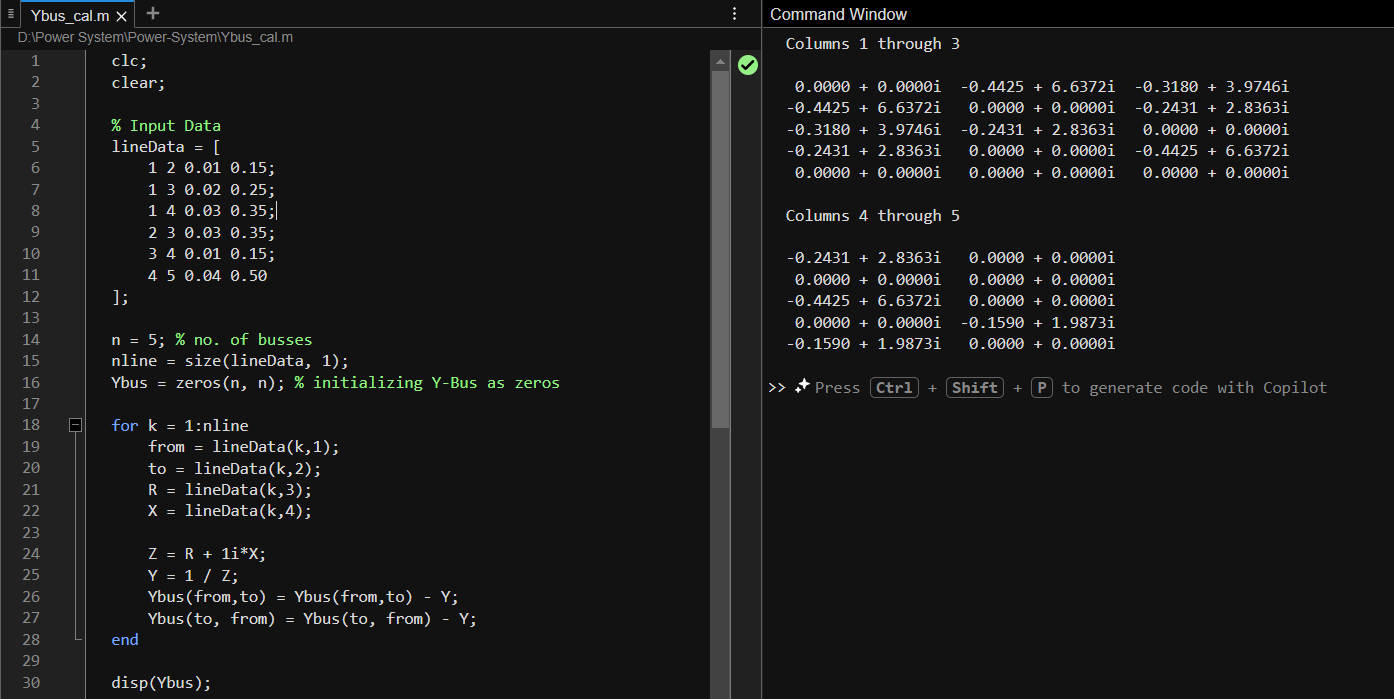 Ybus_cal.m
D:\Power System\Power-System\Ybus_cal.m
1 clc;
2 clear;
3
4 % Input Data
5 lineData = [
6 1 2 0.01 0.15;
7 1 3 0.02 0.25;
8 1 4 0.03 0.35;
9 2 3 0.03 0.35;
10 3 4 0.01 0.15;
11 4 5 0.04 0.50
12 ];
13
14 n = 5; % no. of busses
15 nline = size(lineData, 1);
16 Ybus = zeros(n, n); % initializing Y-Bus as zeros
17
18 for k = 1:nline
19 from = lineData(k,1);
20 to = lineData(k,2);
21 R = lineData(k,3);
22 X = lineData(k,4);
23
24 Z = R + 1i*X;
25 Y = 1 / Z;
26 Ybus(from,to) = Ybus(from,to) - Y;
27 Ybus(to, from) = Ybus(to, from) - Y;
28 end
29
30 disp(Ybus);
Command Window
Columns 1 through 3
0.0000 + 0.0000i -0.4425 + 6.6372i -0.3180 + 3.9746i
-0.4425 + 6.6372i 0.0000 + 0.0000i -0.2431 + 2.8363i
-0.3180 + 3.9746i -0.2431 + 2.8363i 0.0000 + 0.0000i
-0.2431 + 2.8363i 0.0000 + 0.0000i -0.4425 + 6.6372i
0.0000 + 0.0000i 0.0000 + 0.0000i 0.0000 + 0.0000i
Columns 4 through 5
-0.2431 + 2.8363i 0.0000 + 0.0000i
0.0000 + 0.0000i 0.0000 + 0.0000i
-0.4425 + 6.6372i 0.0000 + 0.0000i
0.0000 + 0.0000i -0.1590 + 1.9873i
-0.1590 + 1.9873i 0.0000 + 0.0000i
>> Press Ctrl + Shift + P to generate code with Copilot